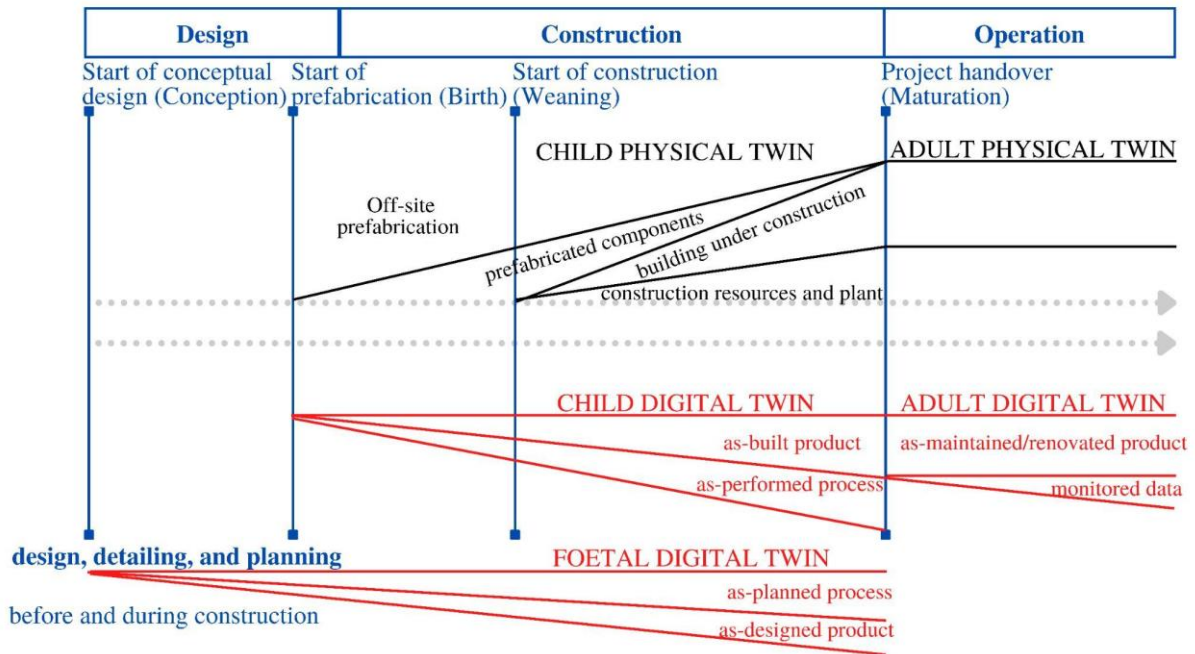 Design
Construction
Operation
Start of conceptual
design (Conception)
Start of
prefabrication (Birth)
Start of construction
(Weaning)
Project handover
(Maturation)
CHILD PHYSICAL TWIN
ADULT PHYSICAL TWIN
Off-site
prefabrication
prefabricated components
building under construction
construction resources and plant
CHILD DIGITAL TWIN
ADULT DIGITAL TWIN
as-built product
as-maintained/renovated product
as-performed process
monitored data
design, detailing, and planning
FOETAL DIGITAL TWIN
as-planned process
before and during construction
as-designed product